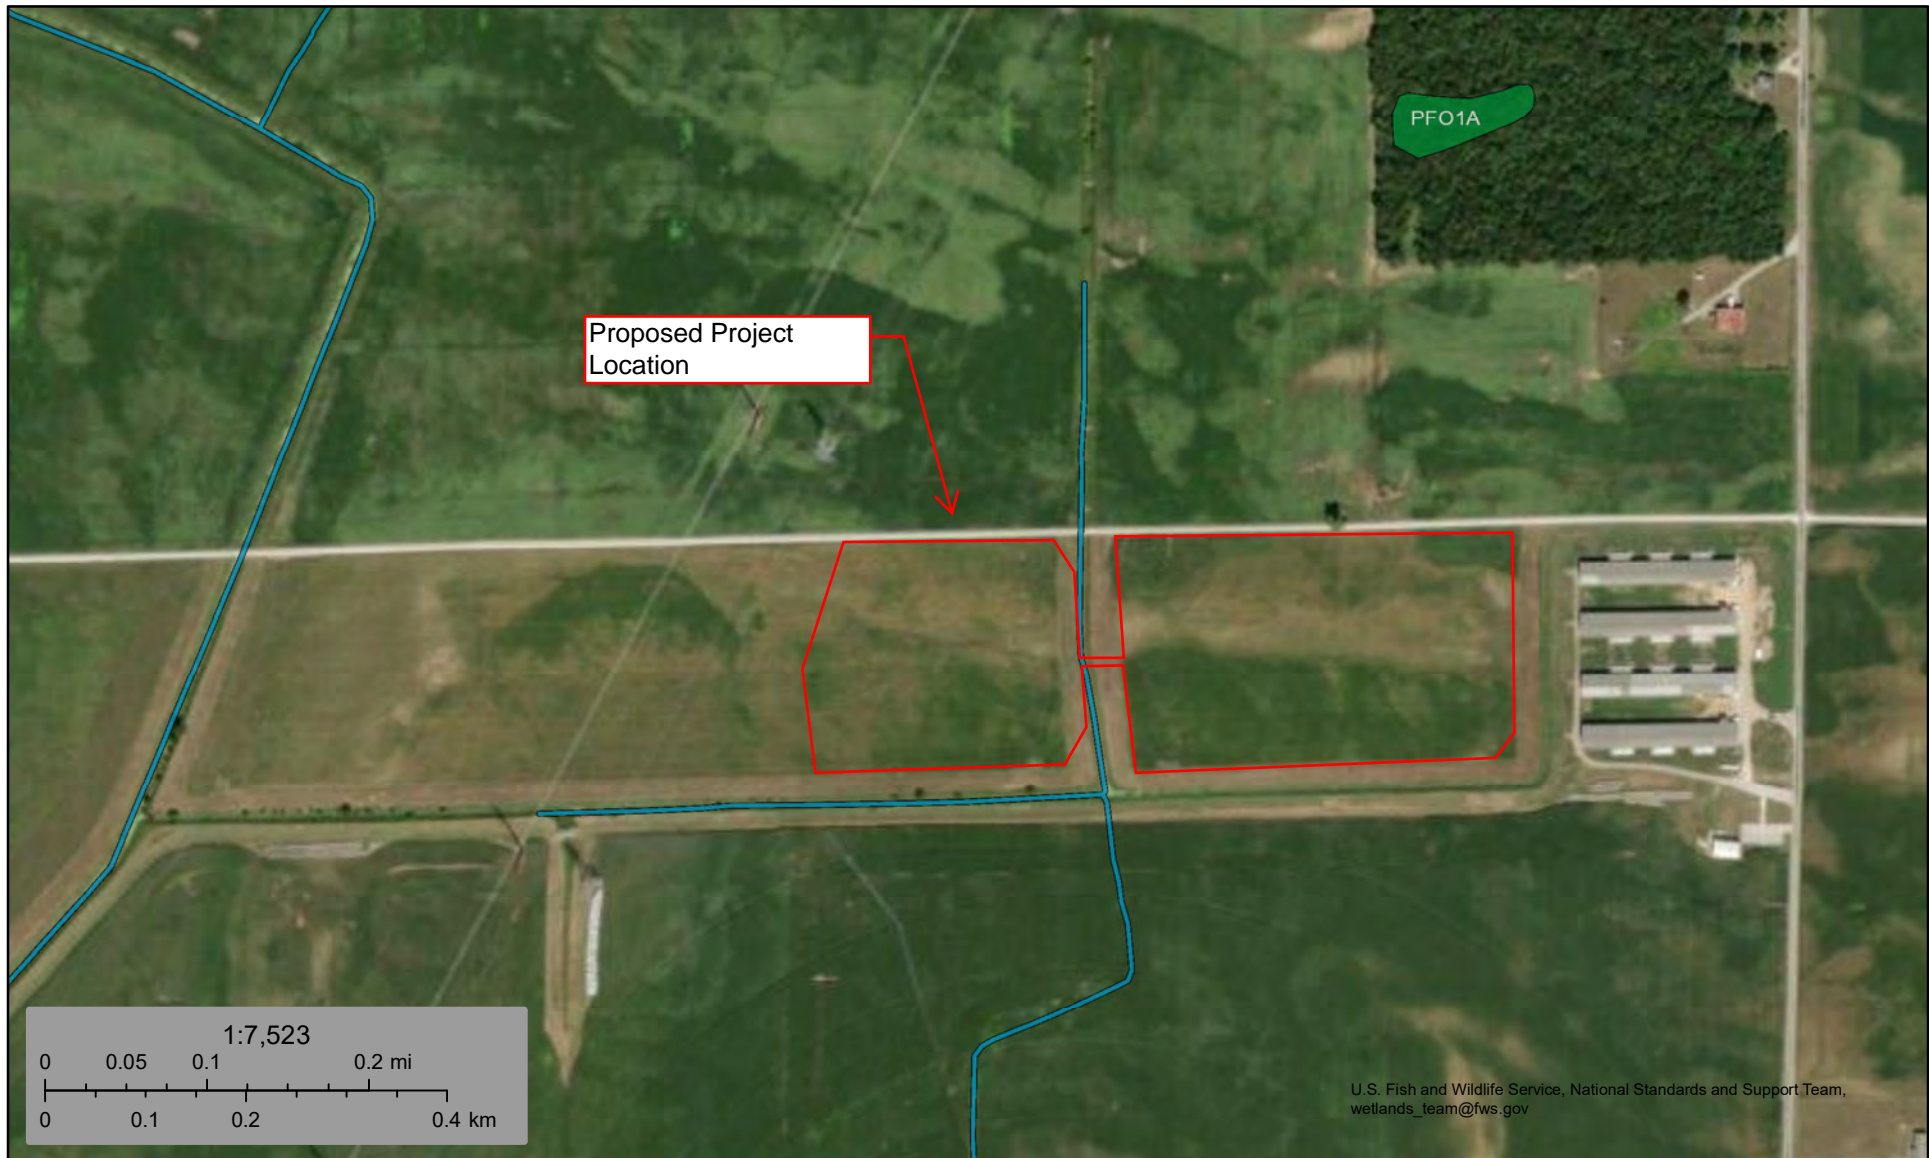 PFO1A
Proposed Project
Location
1:7,523
0 0.05 0.1 0.2 mi
0 0.1 0.2 0.4 km
U.S. Fish and Wildlife Service, National Standards and Support Team,
wetlands_team@fws.gov